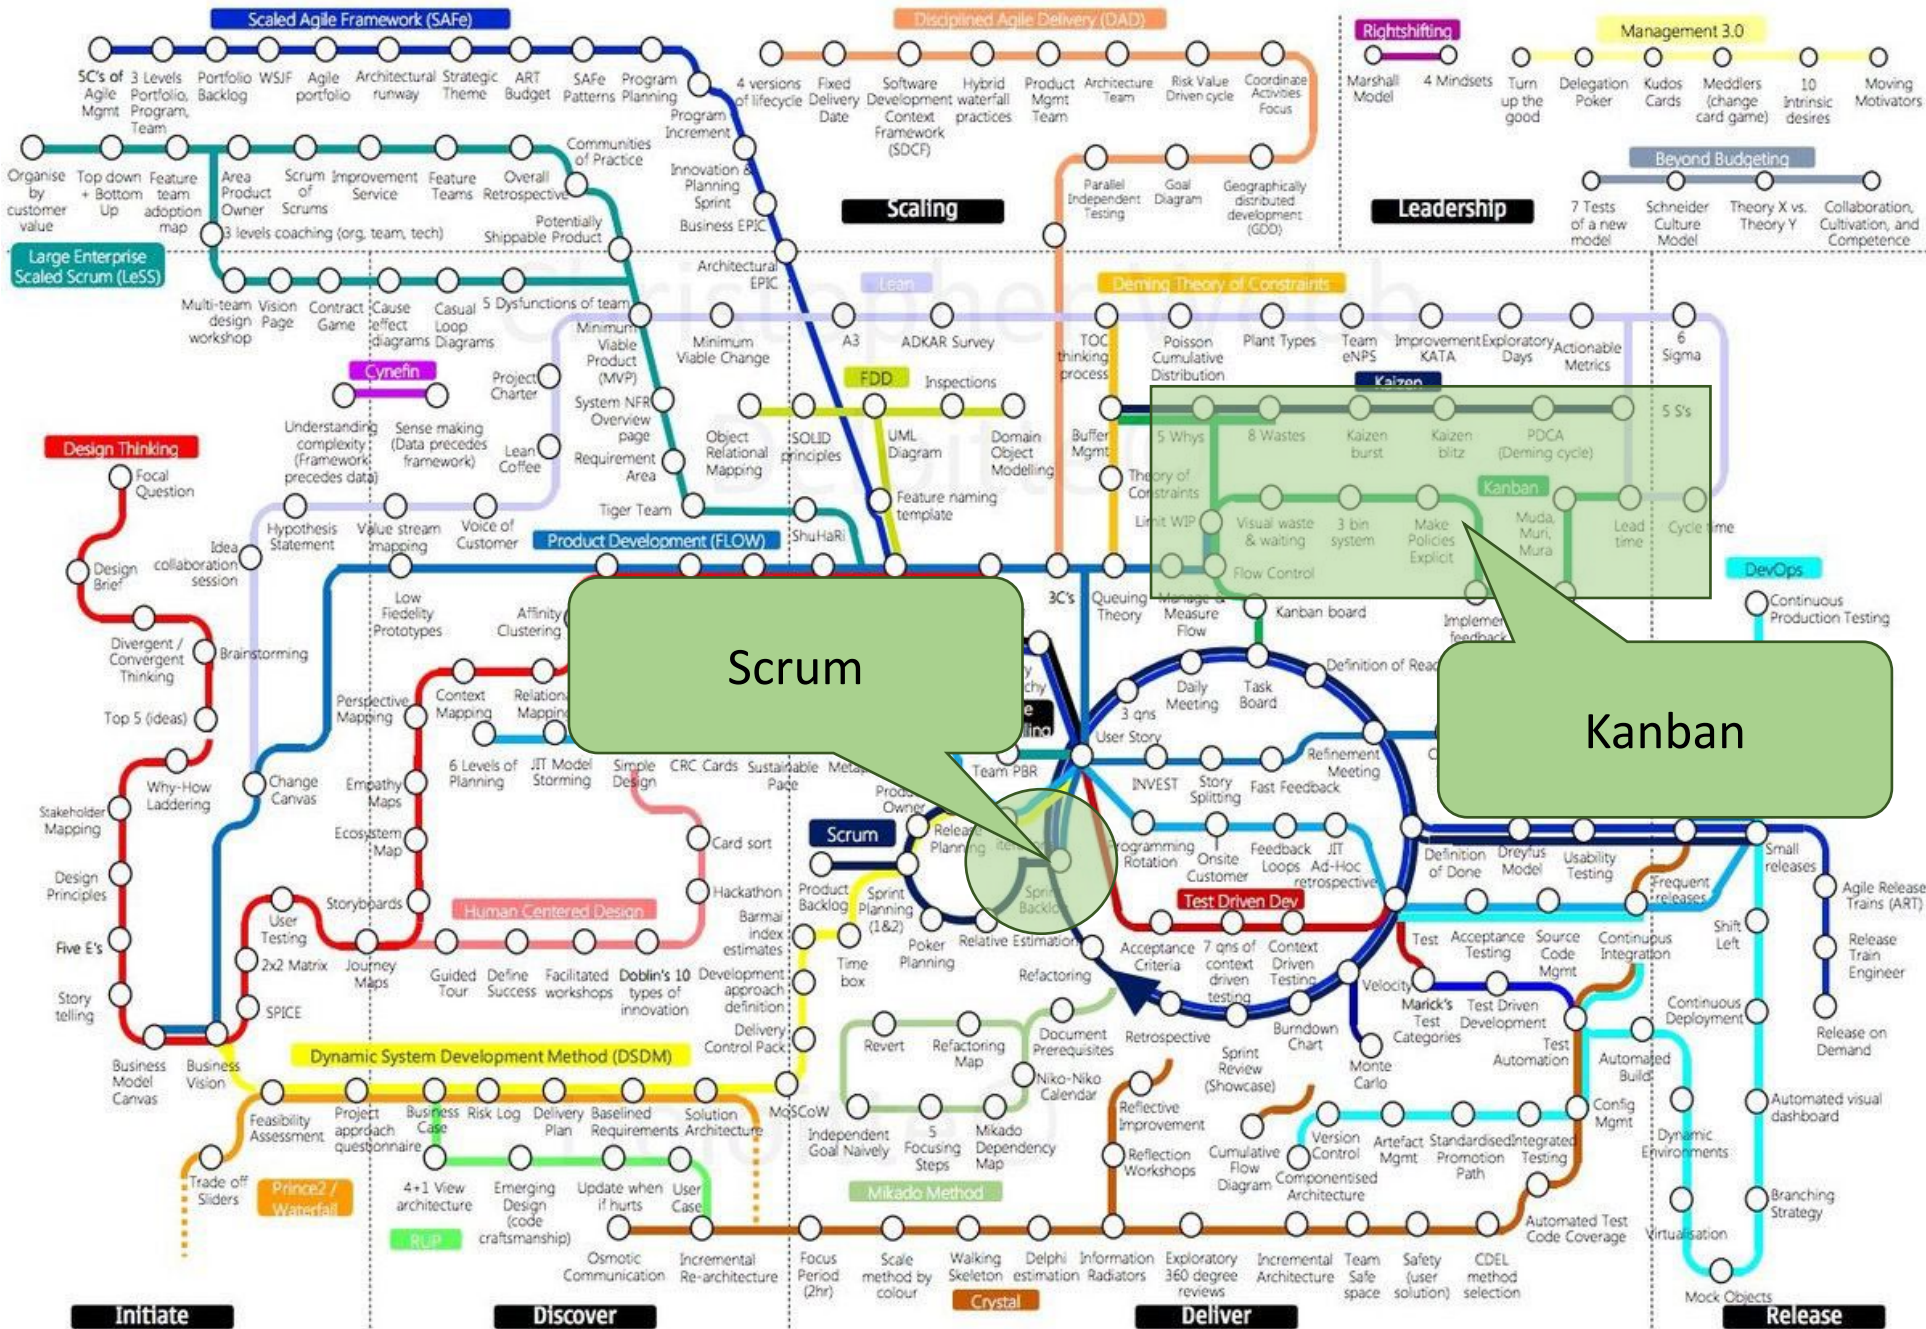 Scaled Agile Framework (SAFe)
Disciplined Agile Delivery (DAD)
Rightshifting
Management 3.0
5C's of
Agile
Mgmt
3 Levels
Portfolio,
Program,
Team
Portfolio
Backlog
WSJF
Agile
portfolio
Architectural
runway
Strategic
Theme
ART
Budget
SAFe
Patterns
Program
Planning
Program
Increment
Innovation &
Planning
Sprint
Business EPIC
Architectural
EPIC
4 versions
of lifecycle
Fixed
Delivery
Date
Software
Development
Context
Framework
(SDCF)
Hybrid
waterfall
practices
Product
Mgmt
Team
Architecture
Team
Risk Value
Driven cycle
Coordinate
Activities
Focus
Parallel
Independent
Testing
Goal
Diagram
Geographically
distributed
development
(GDD)
Marshall
Model
4 Mindsets
Turn
up the
good
Delegation
Poker
Kudos
Cards
Meddlers
(change
card game)
10
Intrinsic
desires
Moving
Motivators
Beyond Budgeting
7 Tests
of a new
model
Schneider
Culture
Model
Theory X vs.
Theory Y
Collaboration,
Cultivation, and
Competence
Scaling
Leadership
Organise
by
customer
value
Top down
+ Bottom
Up
Feature
team
adoption
map
Area
Product
Owner
Scrum
of
Scrums
Improvement
Service
Feature
Teams
Overall
Retrospective
Communities
of Practice
Potentially
Shippable Product
3 levels coaching (org, team, tech)
Large Enterprise
Scaled Scrum (LeSS)
Multi-team
design
workshop
Vision
Page
Contract
Game
Cause
effect
diagrams
Casual
Loop
Diagrams
5 Dysfunctions of team
Lean
Deming Theory of Constraints
Minimum
Viable
Product
(MVP)
Minimum
Viable Change
A3
ADKAR Survey
TOC
thinking
process
Poisson
Cumulative
Distribution
Plant Types
Team
eNPS
Improvement
KATA
Exploratory
Days
Actionable
Metrics
6
Sigma
Cynefin
Understanding
complexity
(Framework
precedes data)
Sense making
(Data precedes
framework)
Project
Charter
Lean
Coffee
System NFR
Overview
page
Requirement
Area
Tiger Team
ShuHaRi
FDD
Inspections
Object
Relational
Mapping
SOLID
principles
UML
Diagram
Domain
Object
Modelling
Feature naming
template
Kaizen
Buffer
Mgmt
5 Whys
8 Wastes
Kaizen
burst
Kaizen
blitz
PDCA
(Deming cycle)
5 S's
Theory of
Constraints
Kanban
Limit WIP
Visual waste
& waiting
3 bin
system
Make
Policies
Explicit
Muda,
Muri,
Mura
Lead
time
Cycle time
Flow Control
Kanban board
Design Thinking
Focal
Question
Design
Brief
Divergent /
Convergent
Thinking
Brainstorming
Top 5 (ideas)
Why-How
Laddering
Stakeholder
Mapping
Design
Principles
Five E's
Story
telling
Business
Model
Canvas
Business
Vision
SPICE
2x2 Matrix
User
Testing
Journey
Maps
Storyboards
Ecosystem
Map
Empathy
Maps
Perspective
Mapping
Context
Mapping
Affinity
Clustering
Hypothesis
Statement
Value stream
mapping
Voice of
Customer
Idea
collaboration
session
Change
Canvas
Product Development (FLOW)
Low
Fiedelity
Prototypes
3C's
Queuing
Theory
Manage &
Measure
Flow
DevOps
Continuous
Production Testing
Scrum
Kanban
6 Levels of
Planning
JIT Model
Storming
Simple
Design
CRC Cards
Sustainable
Pace
Team PBR
User Story
3 qns
Daily
Meeting
Task
Board
INVEST
Story
Splitting
Fast Feedback
Refinement
Meeting
Card sort
Hackathon
Human Centered Design
Guided
Tour
Define
Success
Facilitated
workshops
Doblin's 10
types of
innovation
Scrum
Owner
Release
Planning
Product
Backlog
Sprint
Planning
(1&2)
Poker
Planning
Relative Estimation
Sprint
Backlog
Refactoring
Programming
Rotation
Onsite
Customer
Feedback
Loops
JIT
Ad-Hoc
retrospective
Test Driven Dev
Acceptance
Criteria
7 qns of
context
driven
testing
Context
Driven
Testing
Definition
of Done
Dreyfus
Model
Usability
Testing
Small
releases
Frequent
releases
Agile Release
Trains (ART)
Release
Train
Engineer
Release on
Demand
Shift
Left
Test
Acceptance
Testing
Source
Code
Mgmt
Continuous
Integration
Velocity
Marick's
Test
Categories
Test Driven
Development
Test
Automation
Automated
Build
Continuous
Deployment
Automated visual
dashboard
Branching
Strategy
Dynamic
Environments
Virtualisation
Mock Objects
Barmai
index
estimates
Time
box
Development
approach
definition
Delivery
Control Pack
MoSCoW
Dynamic System Development Method (DSDM)
Feasibility
Assessment
Project
approach
questionnaire
Business
Case
Risk Log
Delivery
Plan
Baselined
Requirements
Solution
Architecture
Trade off
Sliders
Prince2 /
Waterfall
RUP
4+1 View
architecture
Emerging
Design
(code
craftsmanship)
Update when
if hurts
User
Case
Revert
Refactoring
Map
Document
Prerequisites
Niko-Niko
Calendar
Independent
Goal Naively
5
Focusing
Steps
Mikado
Dependency
Map
Mikado Method
Retrospective
Sprint
Review
(Showcase)
Burndown
Chart
Monte
Carlo
Reflective
Improvement
Reflection
Workshops
Cumulative
Flow
Diagram
Version
Control
Componentised
Architecture
Artefact
Mgmt
Standardised
Promotion
Path
Integrated
Testing
Config
Mgmt
Automated Test
Code Coverage
Osmotic
Communication
Incremental
Re-architecture
Focus
Period
(2hr)
Scale
method by
colour
Walking
Skeleton
Delphi
estimation
Information
Radiators
Exploratory
360 degree
reviews
Incremental
Architecture
Team
Safe
space
Safety
(user
solution)
CDEL
method
selection
Crystal
Initiate
Discover
Deliver
Release